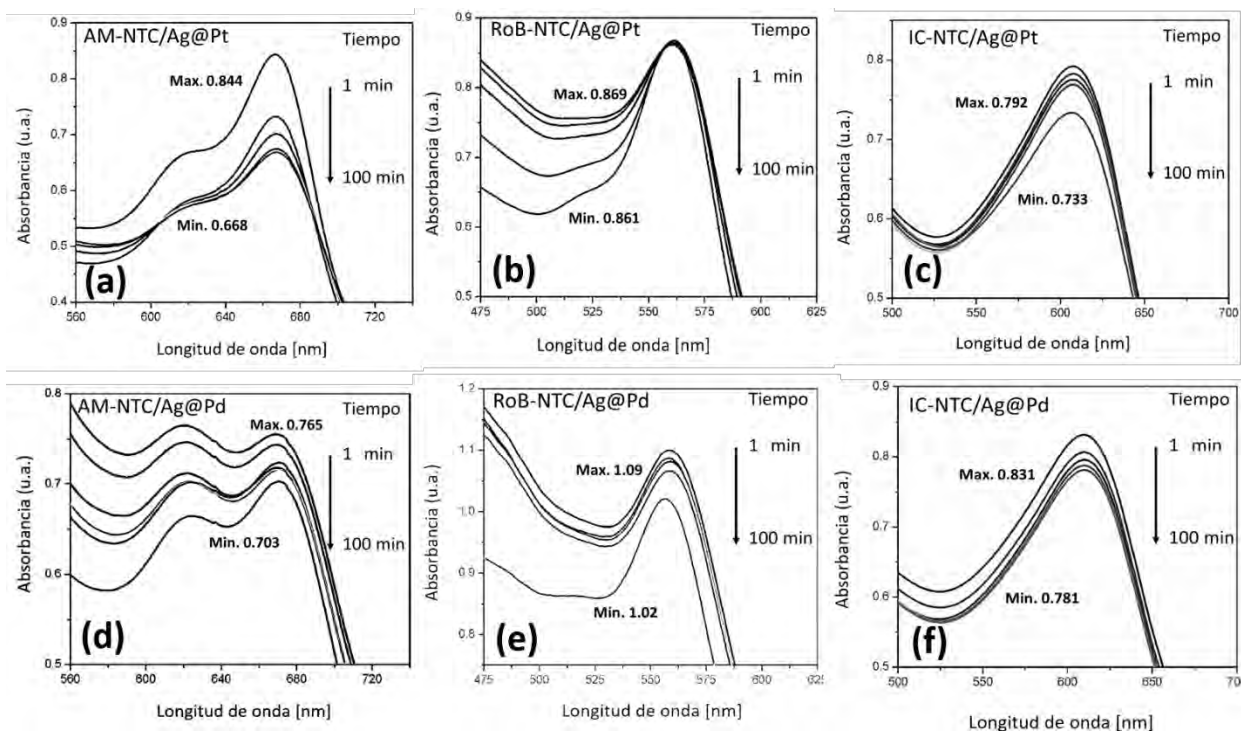 AM-NTC/Ag@Pt
Tiempo
Max. 0.844
1 min
100 min
Min. 0.668
(a)
Absorbancia (u.a.)
0.8
0.7
0.6
0.5
0.4
560 600 640 680 720
Longitud de onda [nm]
RoB-NTC/Ag@Pt
Tiempo
Max. 0.869
1 min
100 min
Min. 0.861
(b)
Absorbancia (u.a.)
0.9
0.8
0.7
0.6
0.5
475 500 525 550 575 600 625
Longitud de onda [nm]
IC-NTC/Ag@Pt
Tiempo
Max. 0.792
1 min
100 min
Min. 0.733
(c)
Absorbancia (u.a.)
0.8
0.7
0.6
0.5
500 550 600 650 700
Longitud de onda [nm]
AM-NTC/Ag@Pd
Tiempo
Max. 0.765
1 min
100 min
Min. 0.703
(d)
Absorbancia (u.a.)
0.8
0.7
0.6
0.5
560 600 640 680 720
Longitud de onda [nm]
RoB-NTC/Ag@Pd
Tiempo
Max. 1.09
1 min
100 min
Min. 1.02
(e)
Absorbancia (u.a.)
1.2
1.1
1.0
0.9
0.8
475 500 525 550 575 600
Longitud de onda [nm]
IC-NTC/Ag@Pd
Tiempo
Max. 0.831
1 min
100 min
Min. 0.781
(f)
Absorbancia (u.a.)
0.9
0.8
0.7
0.6
0.5
500 550 600 650
Longitud de onda [nm]